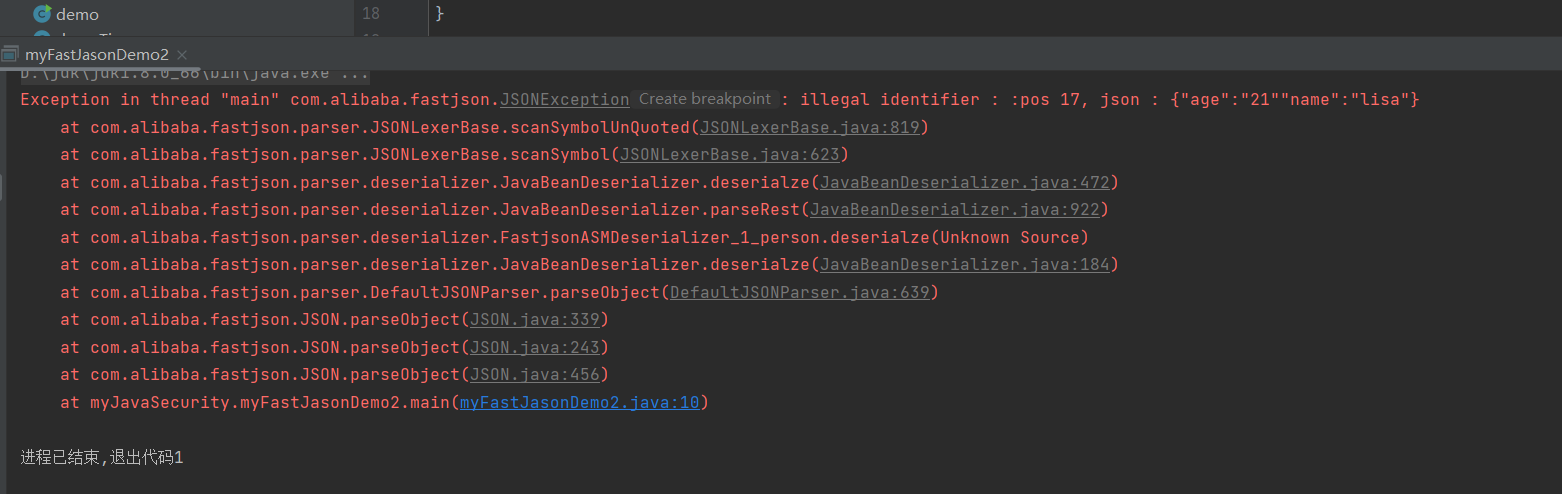 demo
18
}
myFastJasonDemo2
D:\jdk\jdk1.8.0_66\bin\java.exe ...
Exception in thread "main" com.alibaba.fastjson.JSONException Create breakpoint : illegal identifier : :pos 17, json : {"age":"21""name":"lisa"}
at com.alibaba.fastjson.parser.JSONLexerBase.scanSymbolUnQuoted(JSONLexerBase.java:819)
at com.alibaba.fastjson.parser.JSONLexerBase.scanSymbol(JSONLexerBase.java:623)
at com.alibaba.fastjson.parser.deserializer.JavaBeanDeserializer.deserialze(JavaBeanDeserializer.java:472)
at com.alibaba.fastjson.parser.deserializer.JavaBeanDeserializer.parseRest(JavaBeanDeserializer.java:922)
at com.alibaba.fastjson.parser.deserializer.FastjsonASMDeserializer_1_person.deserialze(Unknown Source)
at com.alibaba.fastjson.parser.deserializer.JavaBeanDeserializer.deserialze(JavaBeanDeserializer.java:184)
at com.alibaba.fastjson.parser.DefaultJSONParser.parseObject(DefaultJSONParser.java:639)
at com.alibaba.fastjson.JSON.parseObject(JSON.java:339)
at com.alibaba.fastjson.JSON.parseObject(JSON.java:243)
at com.alibaba.fastjson.JSON.parseObject(JSON.java:456)
at myJavaSecurity.myFastJasonDemo2.main(myFastJasonDemo2.java:10)
进程已结束,退出代码1